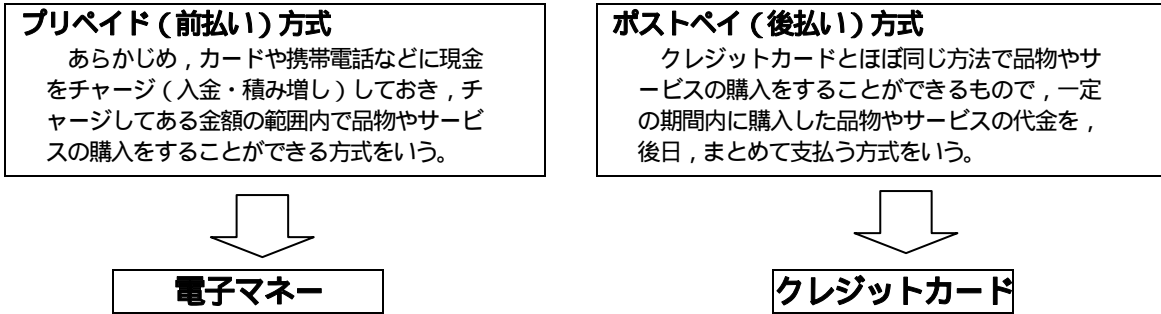 プリペイド(前払い)方式
あらかじめ,カードや携帯電話などに現金
をチャージ(入金・積み増し)しておき,チ
ャージしてある金額の範囲内で品物やサービ
スの購入をすることができる方式をいう。
電子マネー
ポストペイ(後払い)方式
クレジットカードとほぼ同じ方法で品物やサ
ービスの購入をすることができるもので,一定
の期間内に購入した品物やサービスの代金を,
後日,まとめて支払う方式をいう。
クレジットカード